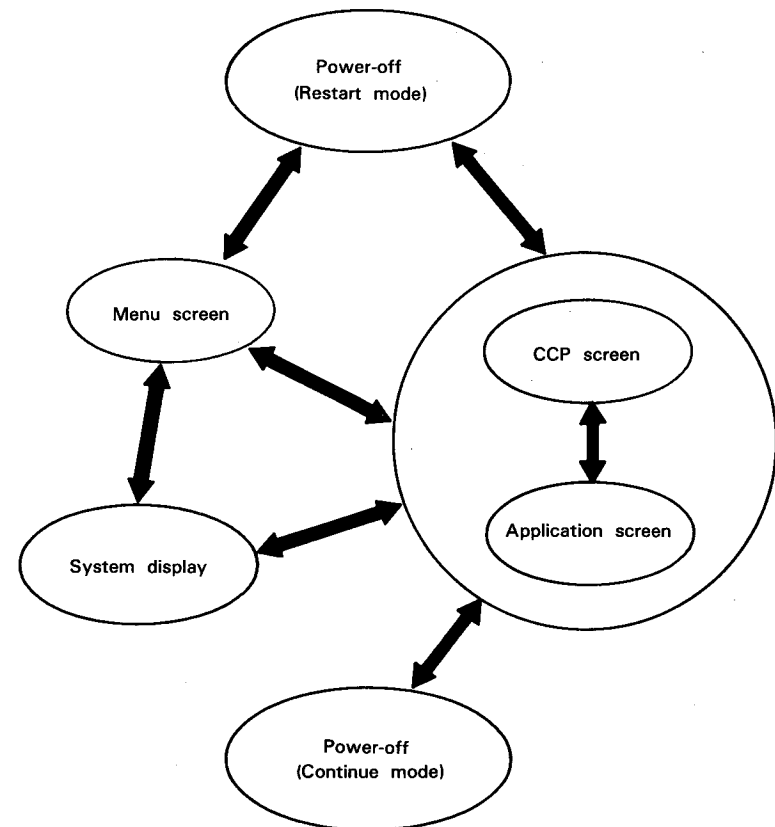 Power-off
(Restart mode)
Menu screen
CCP screen
Application screen
System display
Power-off
(Continue mode)